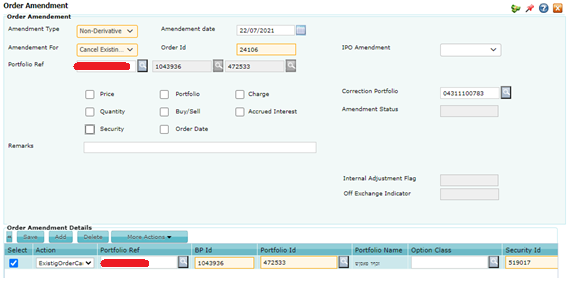 Order Amendment
Order Amendement
Amendment Type Non-Derivative Amendement date 22/07/2021
Amendement For Cancel Existin... Order Id 24106 IPO Amendment
Portfolio Ref 1043936 472533
Price Portfolio Charge Correction Portfolio 04311100783
Quantity Buy/Sell Accrued Interest Amendment Status
Security Order Date
Remarks
Internal Adjustment Flag
Off Exchange Indicator
Order Amendment Details
Save Add Delete More Actions
Select Action Portfolio Ref BP Id Portfolio Id Portfolio Name Option Class Security Id
ExistigOrderCa 1043936 472533 519017